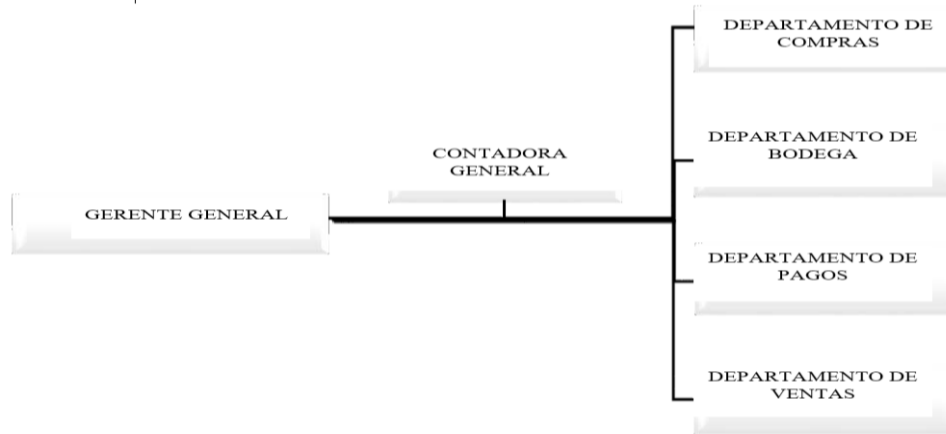 GERENTE GENERAL
CONTADORA
GENERAL
DEPARTAMENTO DE
COMPRAS
DEPARTAMENTO DE
BODEGA
DEPARTAMENTO DE
PAGOS
DEPARTAMENTO DE
VENTAS